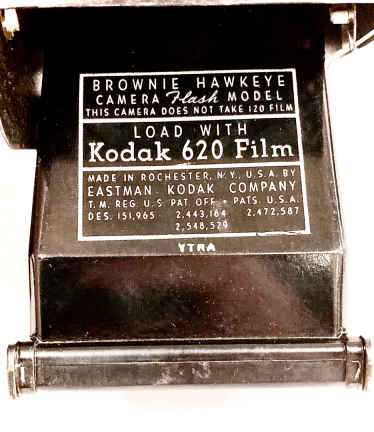 BROWNIE HAWKEYE
CAMERA Flash MODEL
THIS CAMERA DOES NOT TAKE 120 FILM
LOAD WITH
Kodak 620 Film
MADE IN ROCHESTER, N.Y., U.S.A. BY
EASTMAN KODAK COMPANY
T. M. REG. U.S PAT. OFF. • PATS. U.S.A.
DES. 151,965 2,443,164 2,472,587
2,548,529
YTRA